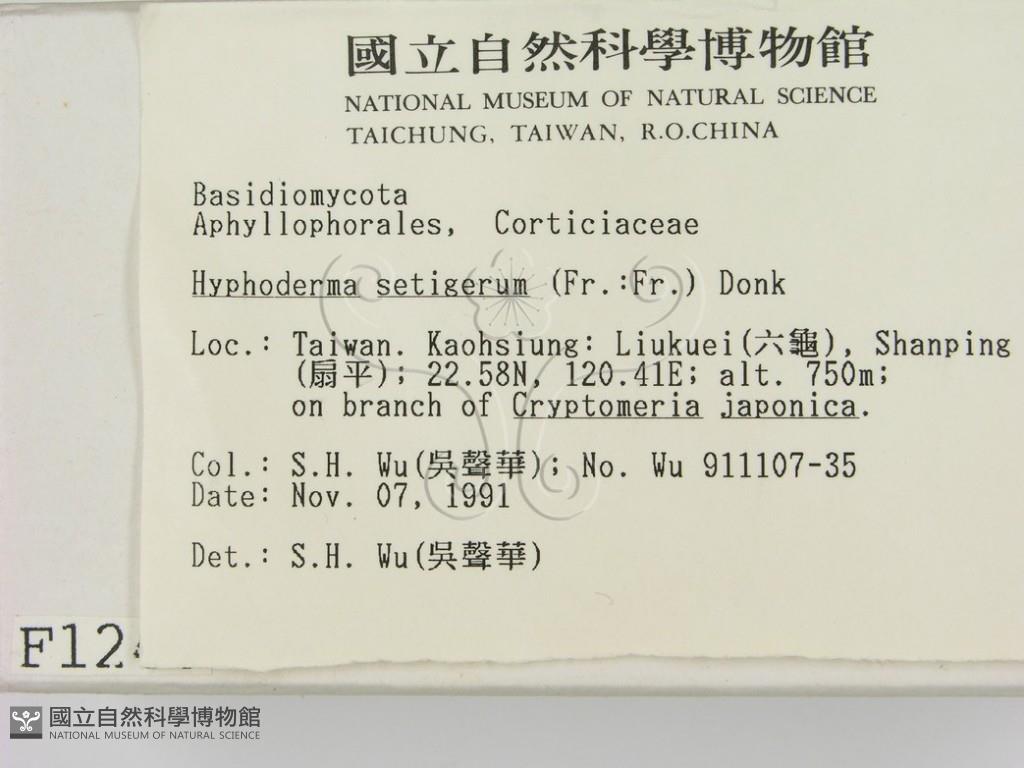 國立自然科學博物館
NATIONAL MUSEUM OF NATURAL SCIENCE
TAICHUNG, TAIWAN, R.O.CHINA
Basidiomycota
Aphyllophorales, Corticiaceae
Hyphoderma setigerum (Fr.:Fr.) Donk
Loc.: Taiwan. Kaohsiung: Liukuei(六龜), Shanping
(扇平); 22.58N, 120.41E; alt. 750m;
on branch of Cryptomeria japonica.
Col.: S.H. Wu(吳聲華); No. Wu 911107-35
Date: Nov. 07, 1991
Det.: S.H. Wu(吳聲華)
國立自然科學博物館
NATIONAL MUSEUM OF NATURAL SCIENCE